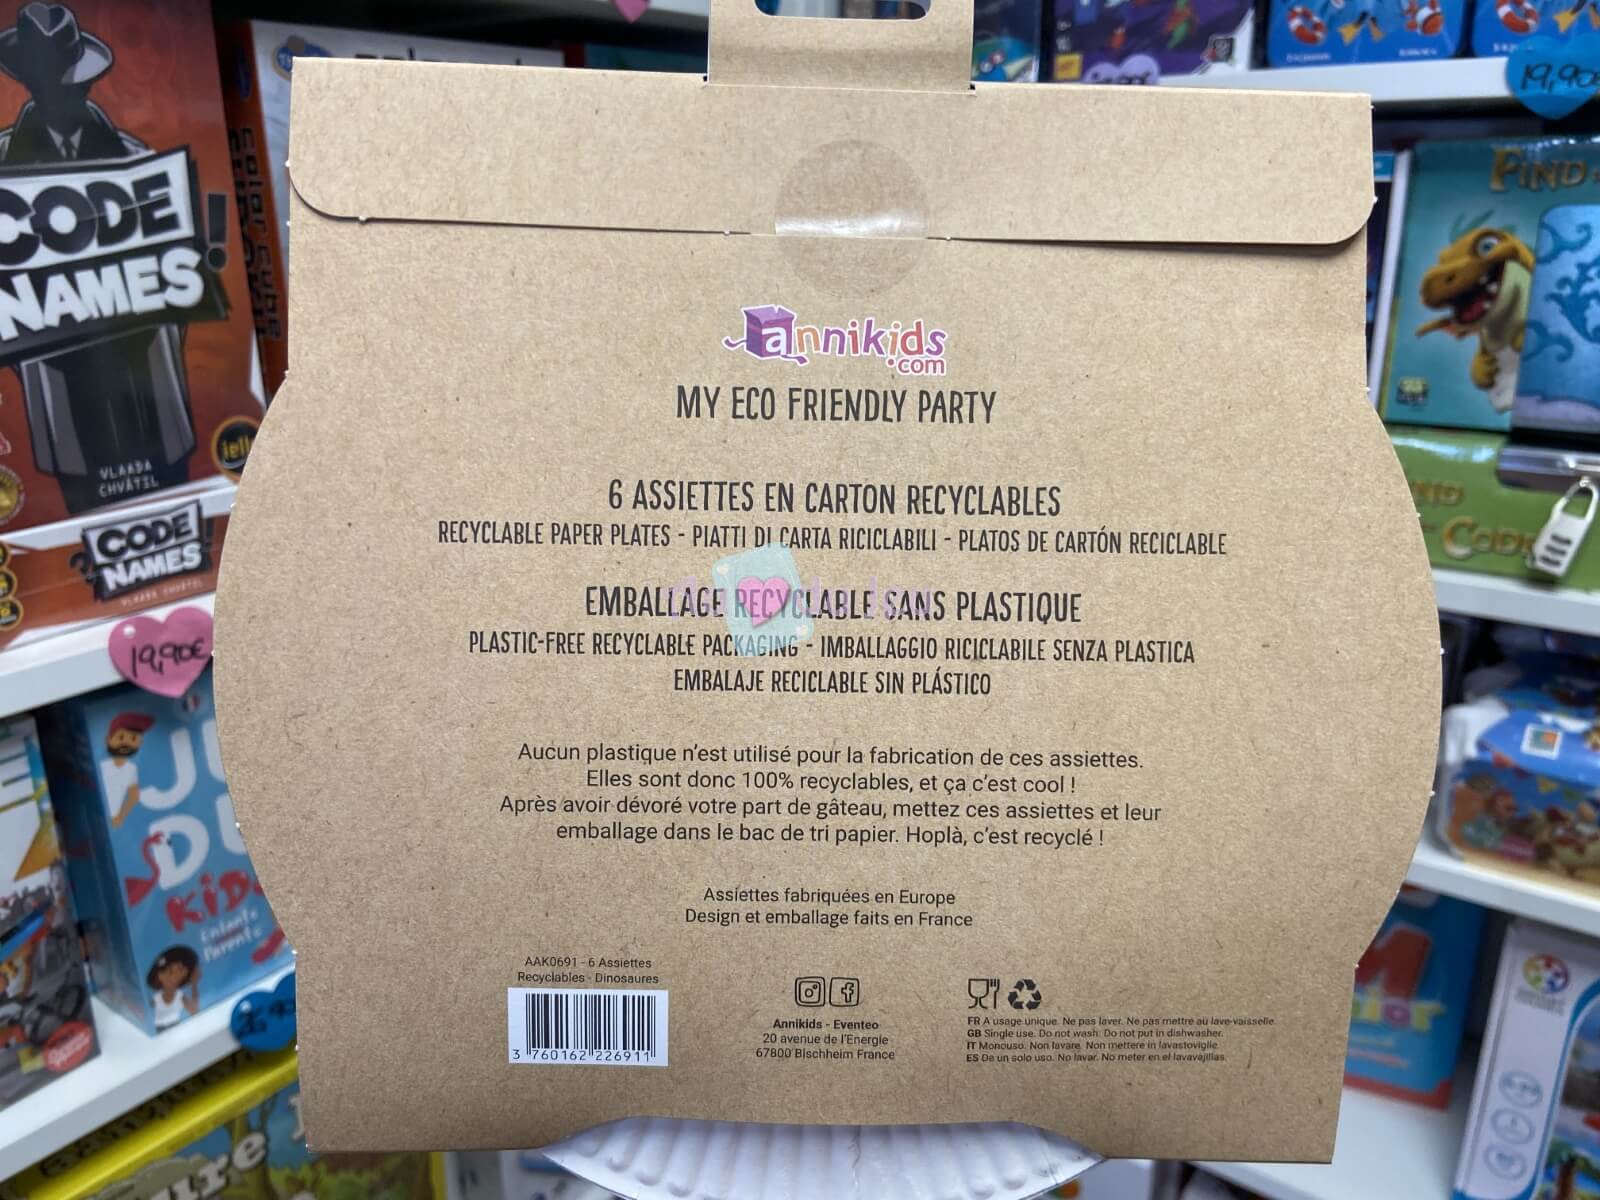 annikids
.com
MY ECO FRIENDLY PARTY
6 ASSIETTES EN CARTON RECYCLABLES
RECYCLABLE PAPER PLATES - PIATTI DI CARTA RICICLABILI - PLATOS DE CARTÓN RECICLABLE
EMBALLAGE RECYCLABLE SANS PLASTIQUE
PLASTIC-FREE RECYCLABLE PACKAGING - IMBALLAGGIO RICICLABILE SENZA PLASTICA
EMBALAJE RECICLABLE SIN PLÁSTICO
Aucun plastique n'est utilisé pour la fabrication de ces assiettes.
Elles sont donc 100% recyclables, et ça c'est cool !
Après avoir dévoré votre part de gâteau, mettez ces assiettes et leur
emballage dans le bac de tri papier. Hoplà, c'est recyclé !
Assiettes fabriquées en Europe
Design et emballage faits en France
AAK0691 - 6 Assiettes
Recyclables - Dinosaures
3 760162 226911
Annikids - Eventeo
20 avenue de l'Energie
67800 Bischheim France
FR A usage unique. Ne pas laver. Ne pas mettre au lave-vaisselle.
GB Single use. Do not wash. Do not put in dishwasher.
IT Monouso. Non lavare. Non mettere in lavastoviglie.
ES De un solo uso. No lavar. No meter en el lavavajillas.
CODE
NAMES
VLAADA
CHVÁTIL
iello
CODE
NAMES
19,90€
KiDS
Enfants
Parents
19,90€
FIND